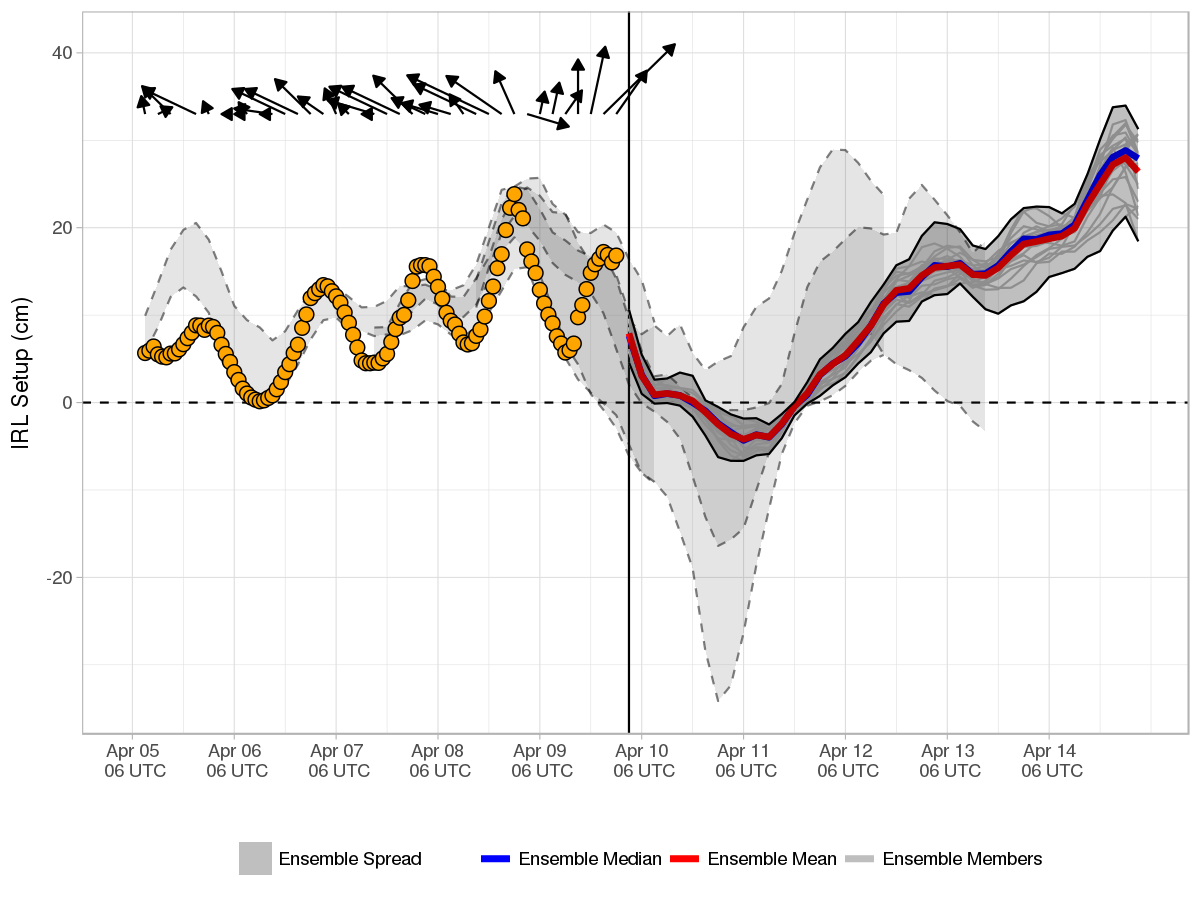 40
20
0
-20
IRL Setup (cm)
Apr 05 Apr 06 Apr 07 Apr 08 Apr 09 Apr 10 Apr 11 Apr 12 Apr 13 Apr 14
06 UTC 06 UTC 06 UTC 06 UTC 06 UTC 06 UTC 06 UTC 06 UTC 06 UTC 06 UTC
Ensemble Spread Ensemble Median Ensemble Mean Ensemble Members